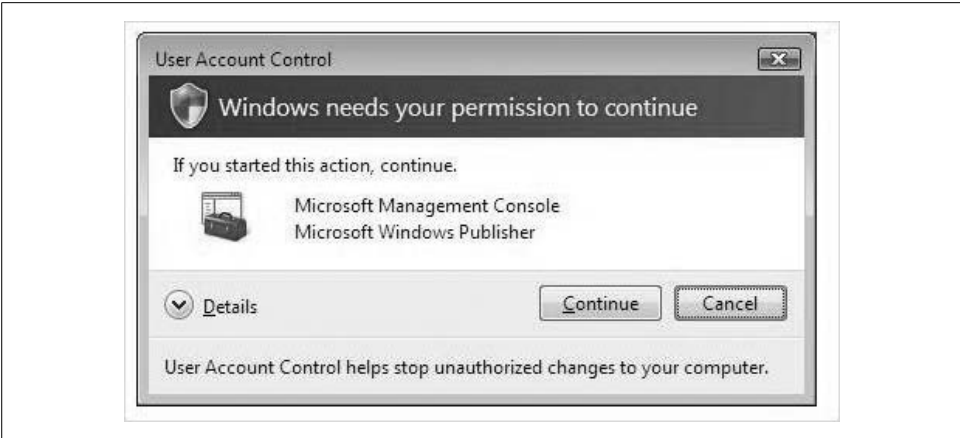 User Account Control
Windows needs your permission to continue
If you started this action, continue.
Microsoft Management Console
Microsoft Windows Publisher
Details
Continue
Cancel
User Account Control helps stop unauthorized changes to your computer.